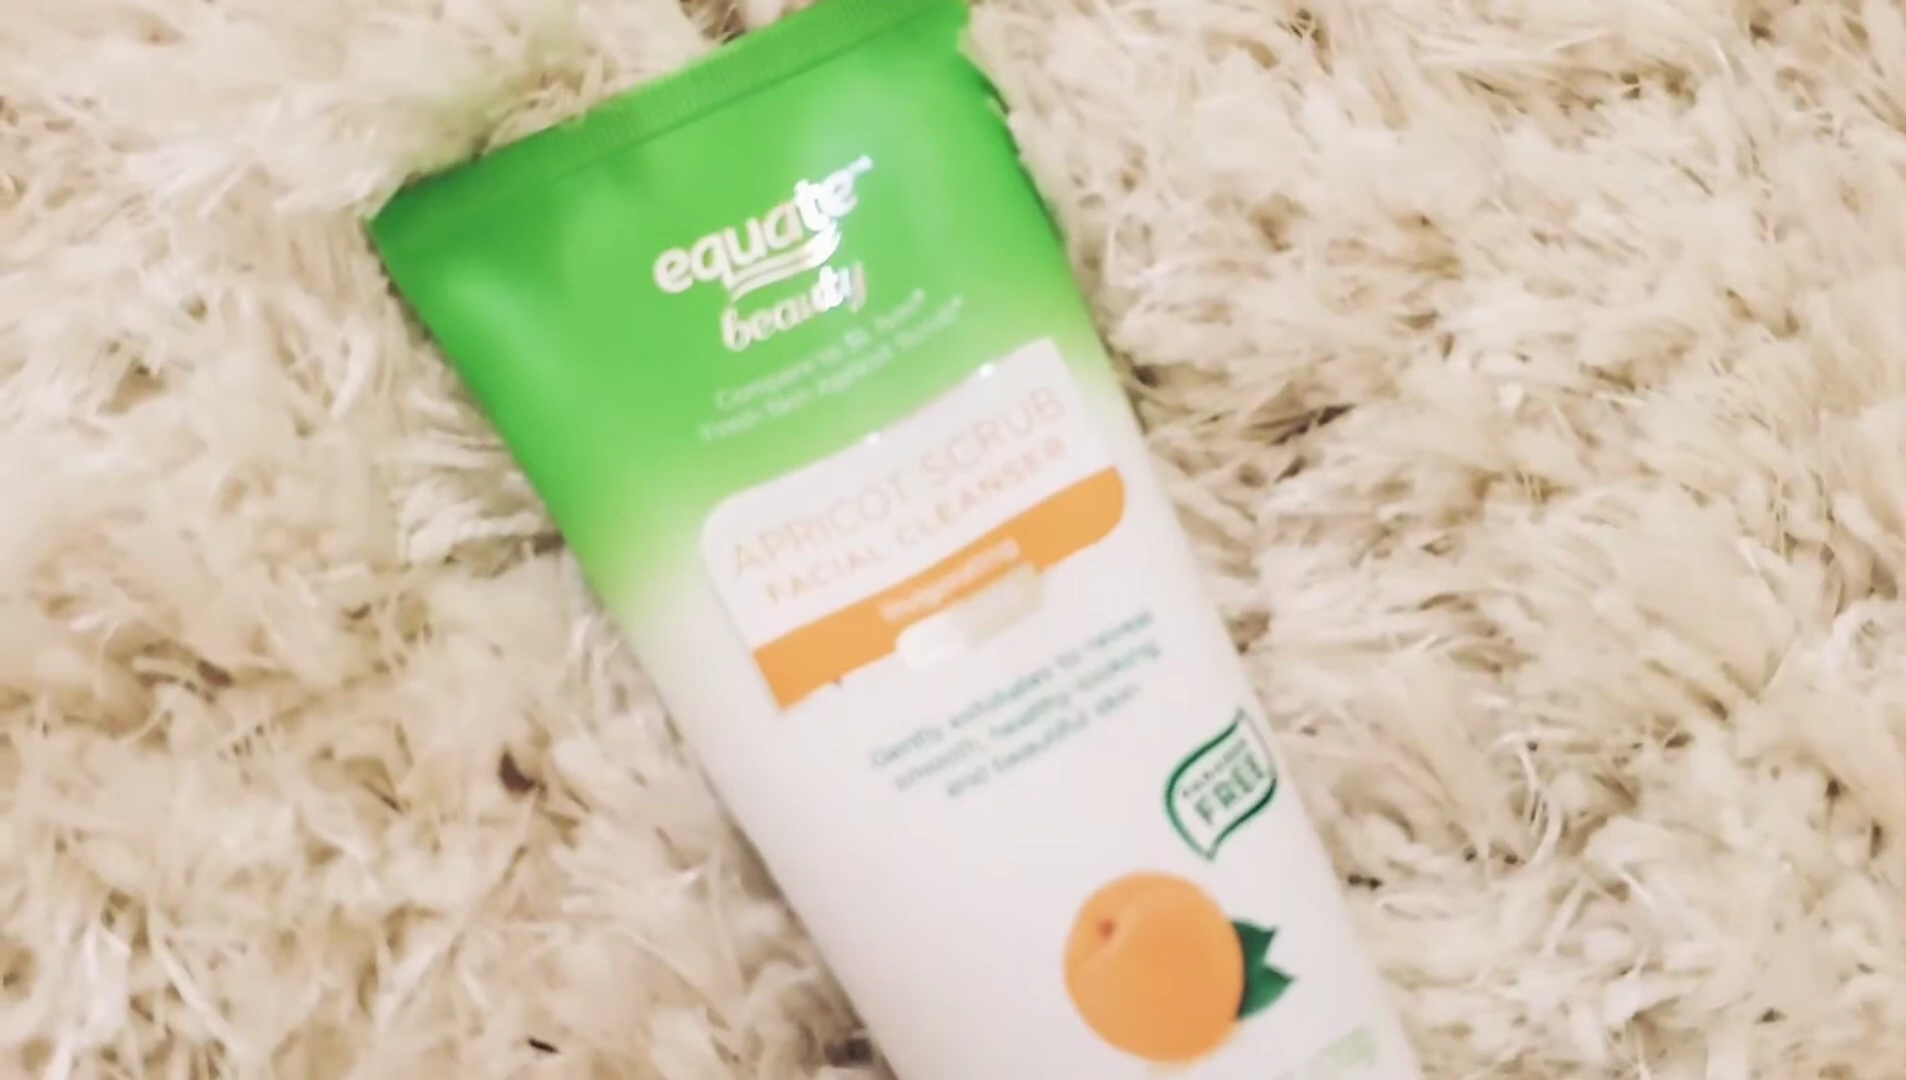 equate™
beauty
Compare to St. Ives®
Fresh Skin Apricot Scrub*
APRICOT SCRUB
FACIAL CLEANSER
Invigorating
Gently exfoliates to reveal
smooth, healthy looking
and beautiful skin
FREE